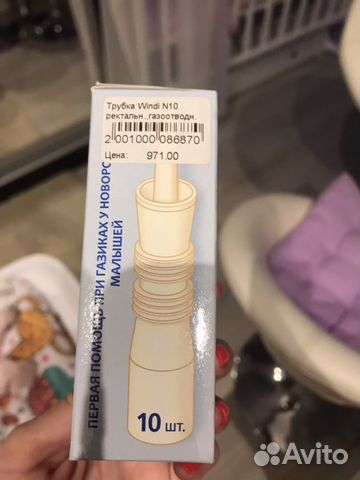 Трубка Windi N10
ректальн.,газоотводн.
2 001000 086870
Цена: 971.00
ПЕРВАЯ ПОМОЩЬ ПРИ ГАЗИКАХ У НОВОРО
МАЛЫШЕЙ
10 шт.
Avito